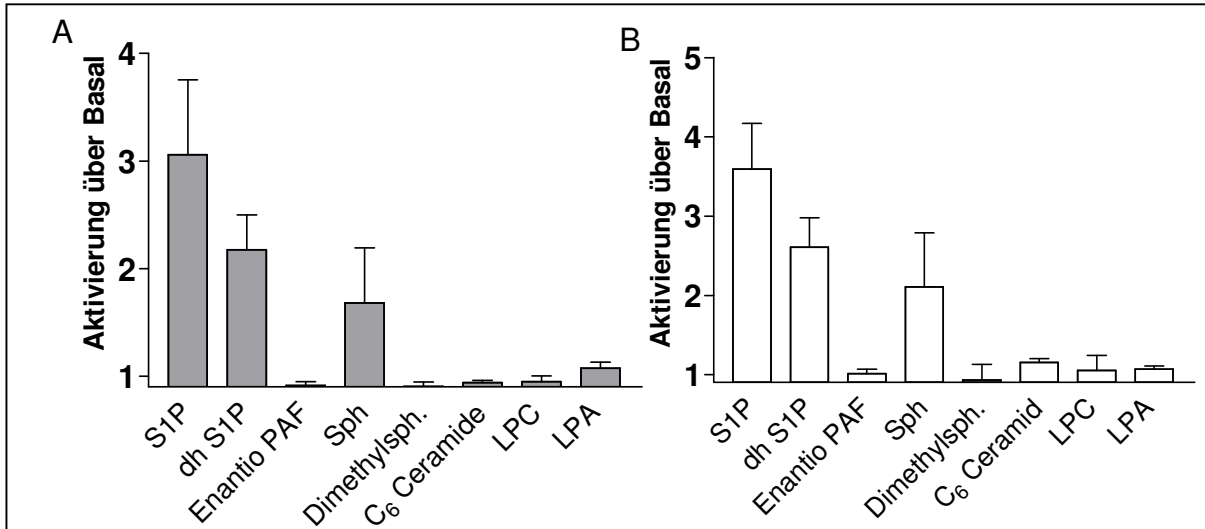 A
Aktivierung über Basal
4
3
2
1
S1P
dh S1P
Enantio PAF
Sph
Dimethylsph.
C₆ Ceramide
LPC
LPA
B
Aktivierung über Basal
5
4
3
2
1
S1P
dh S1P
Enantio PAF
Sph
Dimethylsph.
C₆ Ceramid
LPC
LPA